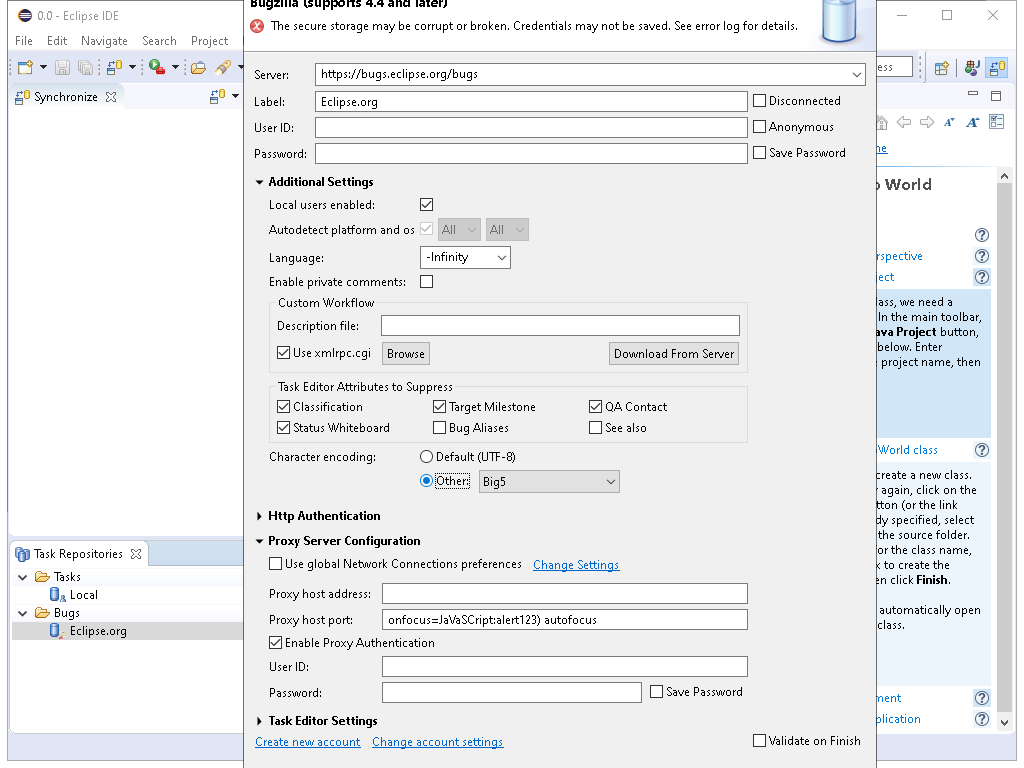 0.0 - Eclipse IDE
File Edit Navigate Search Project
Synchronize
Bugzilla (supports 4.4 and later)
The secure storage may be corrupt or broken. Credentials may not be saved. See error log for details.
Server: https://bugs.eclipse.org/bugs
Label: Eclipse.org Disconnected
User ID: Anonymous
Password: Save Password
Additional Settings
Local users enabled:
Autodetect platform and os All All
Language: -Infinity
Enable private comments:
Custom Workflow
Description file:
Use xmlrpc.cgi Browse Download From Server
Task Editor Attributes to Suppress
Classification Target Milestone QA Contact
Status Whiteboard Bug Aliases See also
Character encoding: Default (UTF-8)
Other: Big5
Http Authentication
Proxy Server Configuration
Use global Network Connections preferences Change Settings
Proxy host address:
Proxy host port: onfocus=JaVaSCript:alert123) autofocus
Enable Proxy Authentication
User ID:
Password: Save Password
Task Editor Settings
Create new account Change account settings
Validate on Finish
Task Repositories
Tasks
Local
Bugs
Eclipse.org
ess
ne
o World
rspective
ect
lass, we need a
In the main toolbar,
ava Project button,
below. Enter
project name, then
World class
create a new class.
again, click on the
tton (or the link
dy specified, select
the source folder.
or the class name,
k to create the
en click Finish.
automatically open
class.
ment
plication